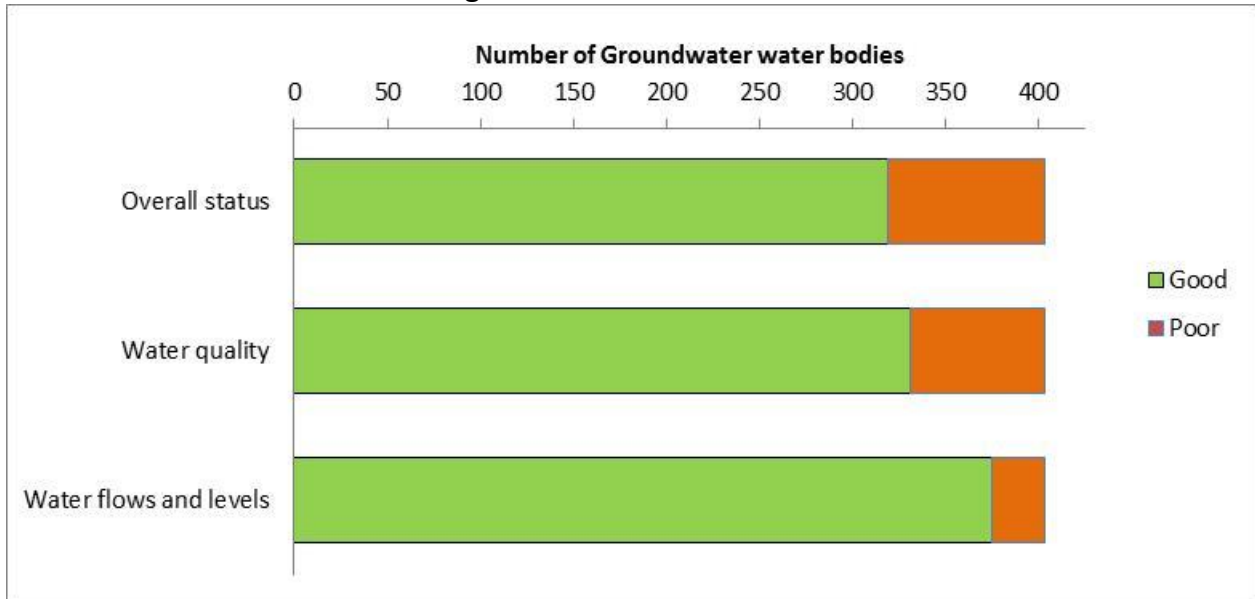 Number of Groundwater water bodies
0 50 100 150 200 250 300 350 400
Overall status
Water quality
Water flows and levels
Good
Poor